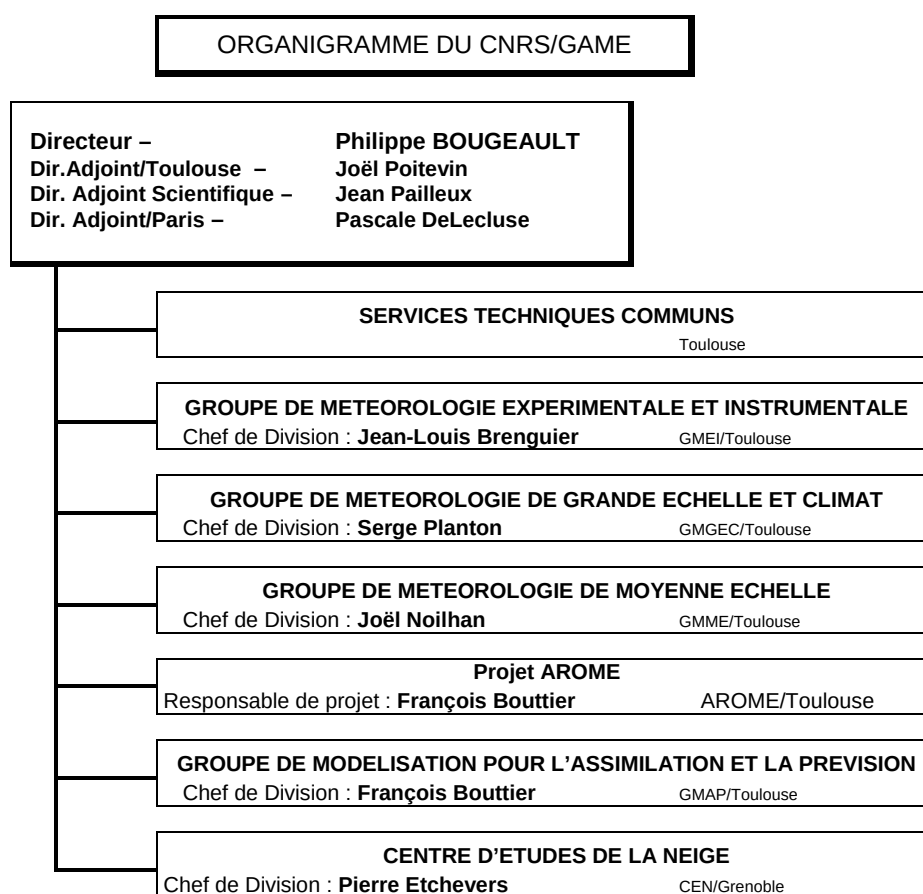 ORGANIGRAMME DU CNRS/GAME
Directeur – Philippe BOUGEAULT
Dir.Adjoint/Toulouse – Joël Poitevin
Dir. Adjoint Scientifique – Jean Pailleux
Dir. Adjoint/Paris – Pascale DeLecluse
SERVICES TECHNIQUES COMMUNS
Toulouse
GROUPE DE METEOROLOGIE EXPERIMENTALE ET INSTRUMENTALE
Chef de Division : Jean-Louis Brenguier GMEI/Toulouse
GROUPE DE METEOROLOGIE DE GRANDE ECHELLE ET CLIMAT
Chef de Division : Serge Planton GMGEC/Toulouse
GROUPE DE METEOROLOGIE DE MOYENNE ECHELLE
Chef de Division : Joël Noilhan GMME/Toulouse
Projet AROME
Responsable de projet : François Bouttier AROME/Toulouse
GROUPE DE MODELISATION POUR L'ASSIMILATION ET LA PREVISION
Chef de Division : François Bouttier GMAP/Toulouse
CENTRE D'ETUDES DE LA NEIGE
Chef de Division : Pierre Etchevers CEN/Grenoble